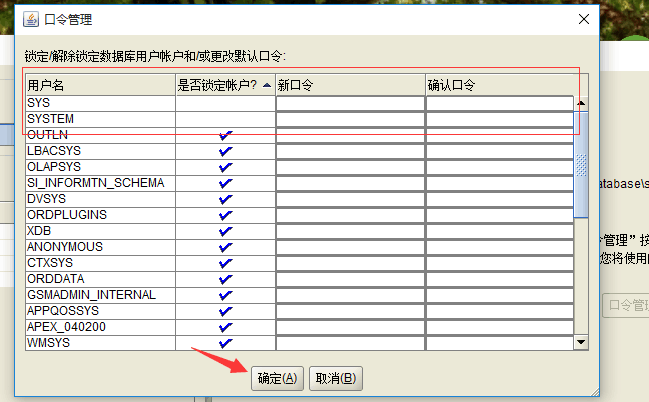 口令管理
锁定/解除锁定数据库用户帐户和/或更改默认口令:
用户名 是否锁定帐户? 新口令 确认口令
SYS
SYSTEM
OUTLN
LBACSYS
OLAPSYS
SI_INFORMTN_SCHEMA
DVSYS
ORDPLUGINS
XDB
ANONYMOUS
CTXSYS
ORDDATA
GSMADMIN_INTERNAL
APPQOSSYS
APEX_040200
WMSYS
确定(A) 取消(B)
atabase\s
令管理”按
您将使用
口令管理